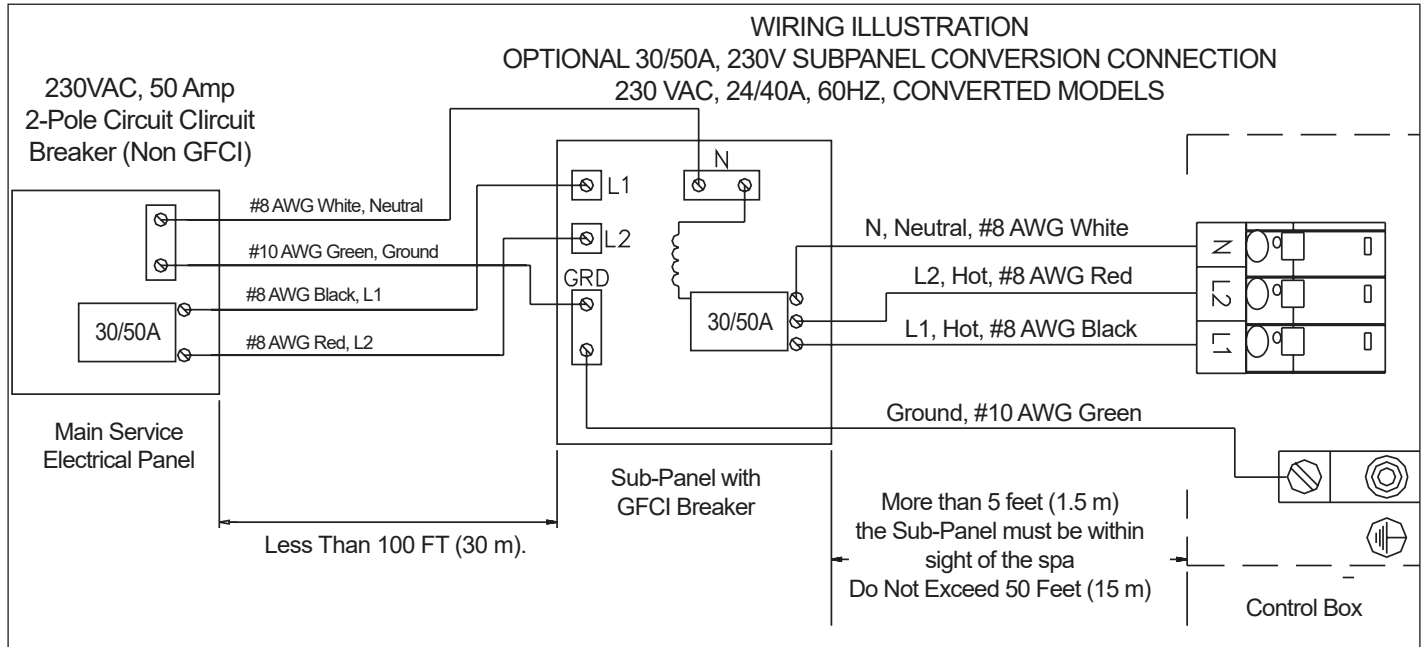 WIRING ILLUSTRATION
OPTIONAL 30/50A, 230V SUBPANEL CONVERSION CONNECTION
230 VAC, 24/40A, 60HZ, CONVERTED MODELS
230VAC, 50 Amp
2-Pole Circuit Clircuit
Breaker (Non GFCI)
#8 AWG White, Neutral
#10 AWG Green, Ground
#8 AWG Black, L1
#8 AWG Red, L2
30/50A
Main Service
Electrical Panel
Less Than 100 FT (30 m).
L1
L2
GRD
N
30/50A
Sub-Panel with
GFCI Breaker
N, Neutral, #8 AWG White
L2, Hot, #8 AWG Red
L1, Hot, #8 AWG Black
Ground, #10 AWG Green
More than 5 feet (1.5 m)
the Sub-Panel must be within
sight of the spa
Do Not Exceed 50 Feet (15 m)
N
L2
L1
Control Box